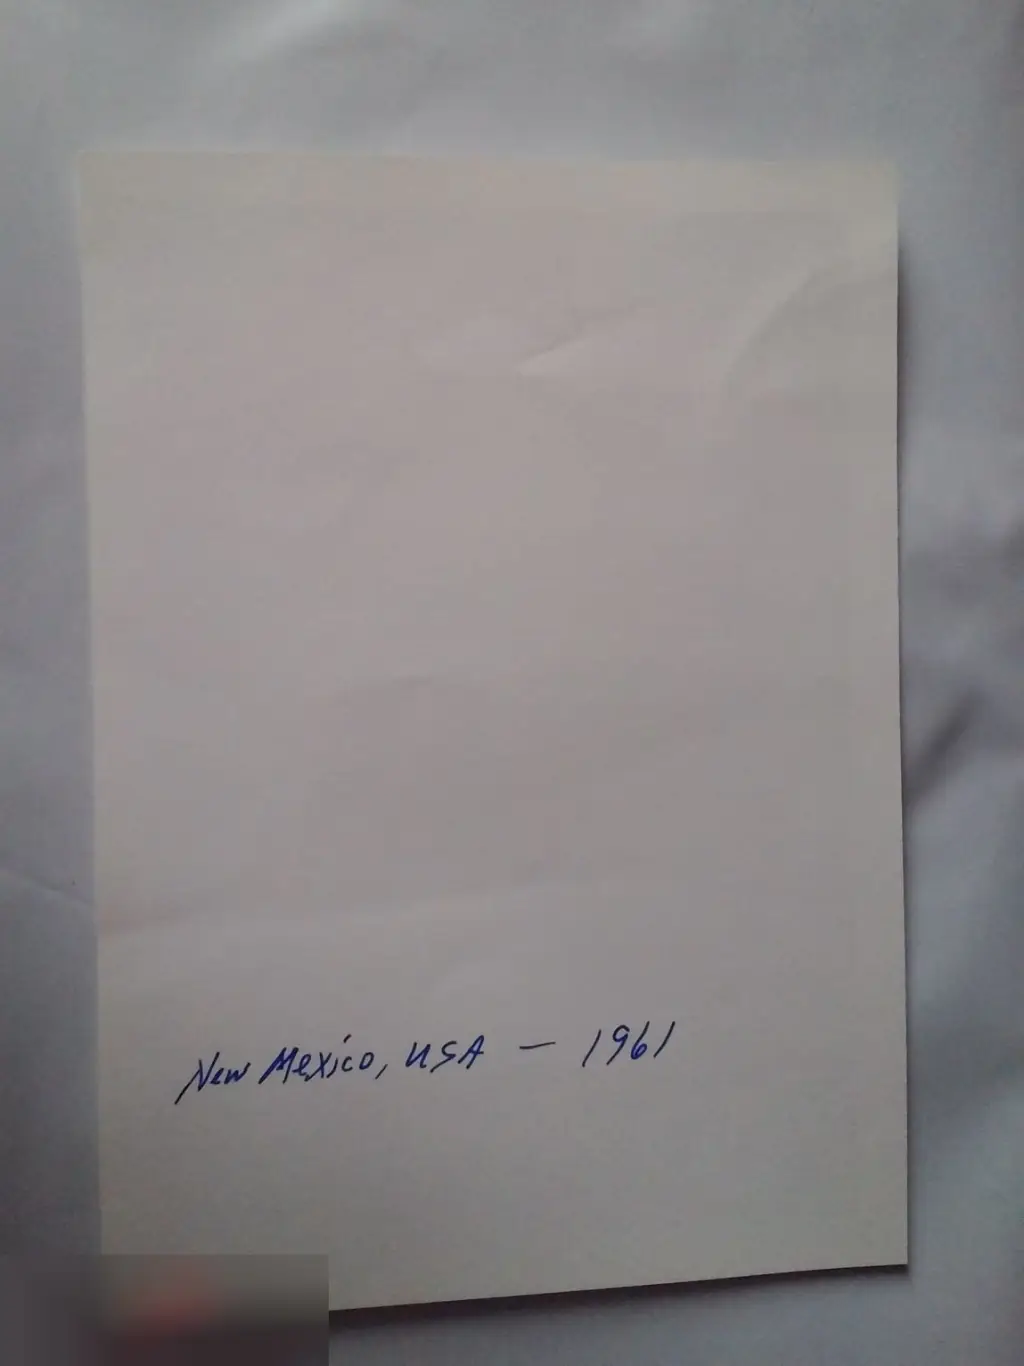 New Mexico, USA — 1961